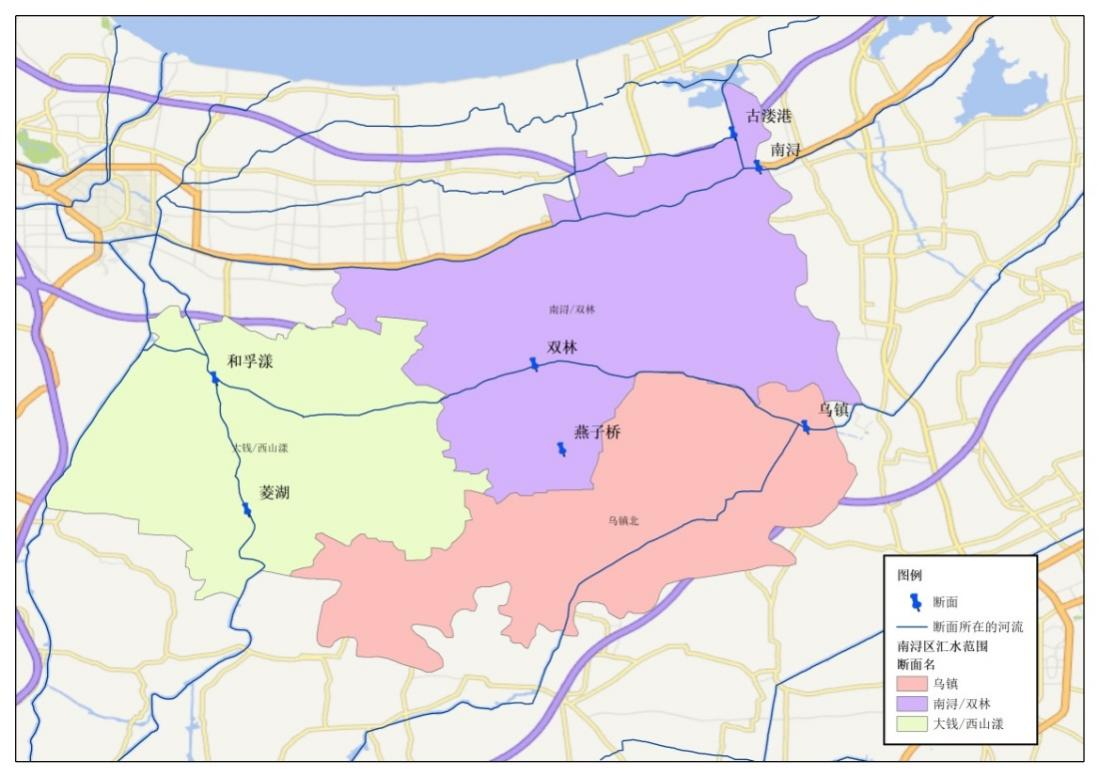 古溇港
南浔
南浔/双林
双林
和孚漾
乌镇
燕子桥
大钱/西山漾
菱湖
乌镇北
图例
断面
断面所在的河流
南浔区汇水范围
断面名
乌镇
南浔/双林
大钱/西山漾